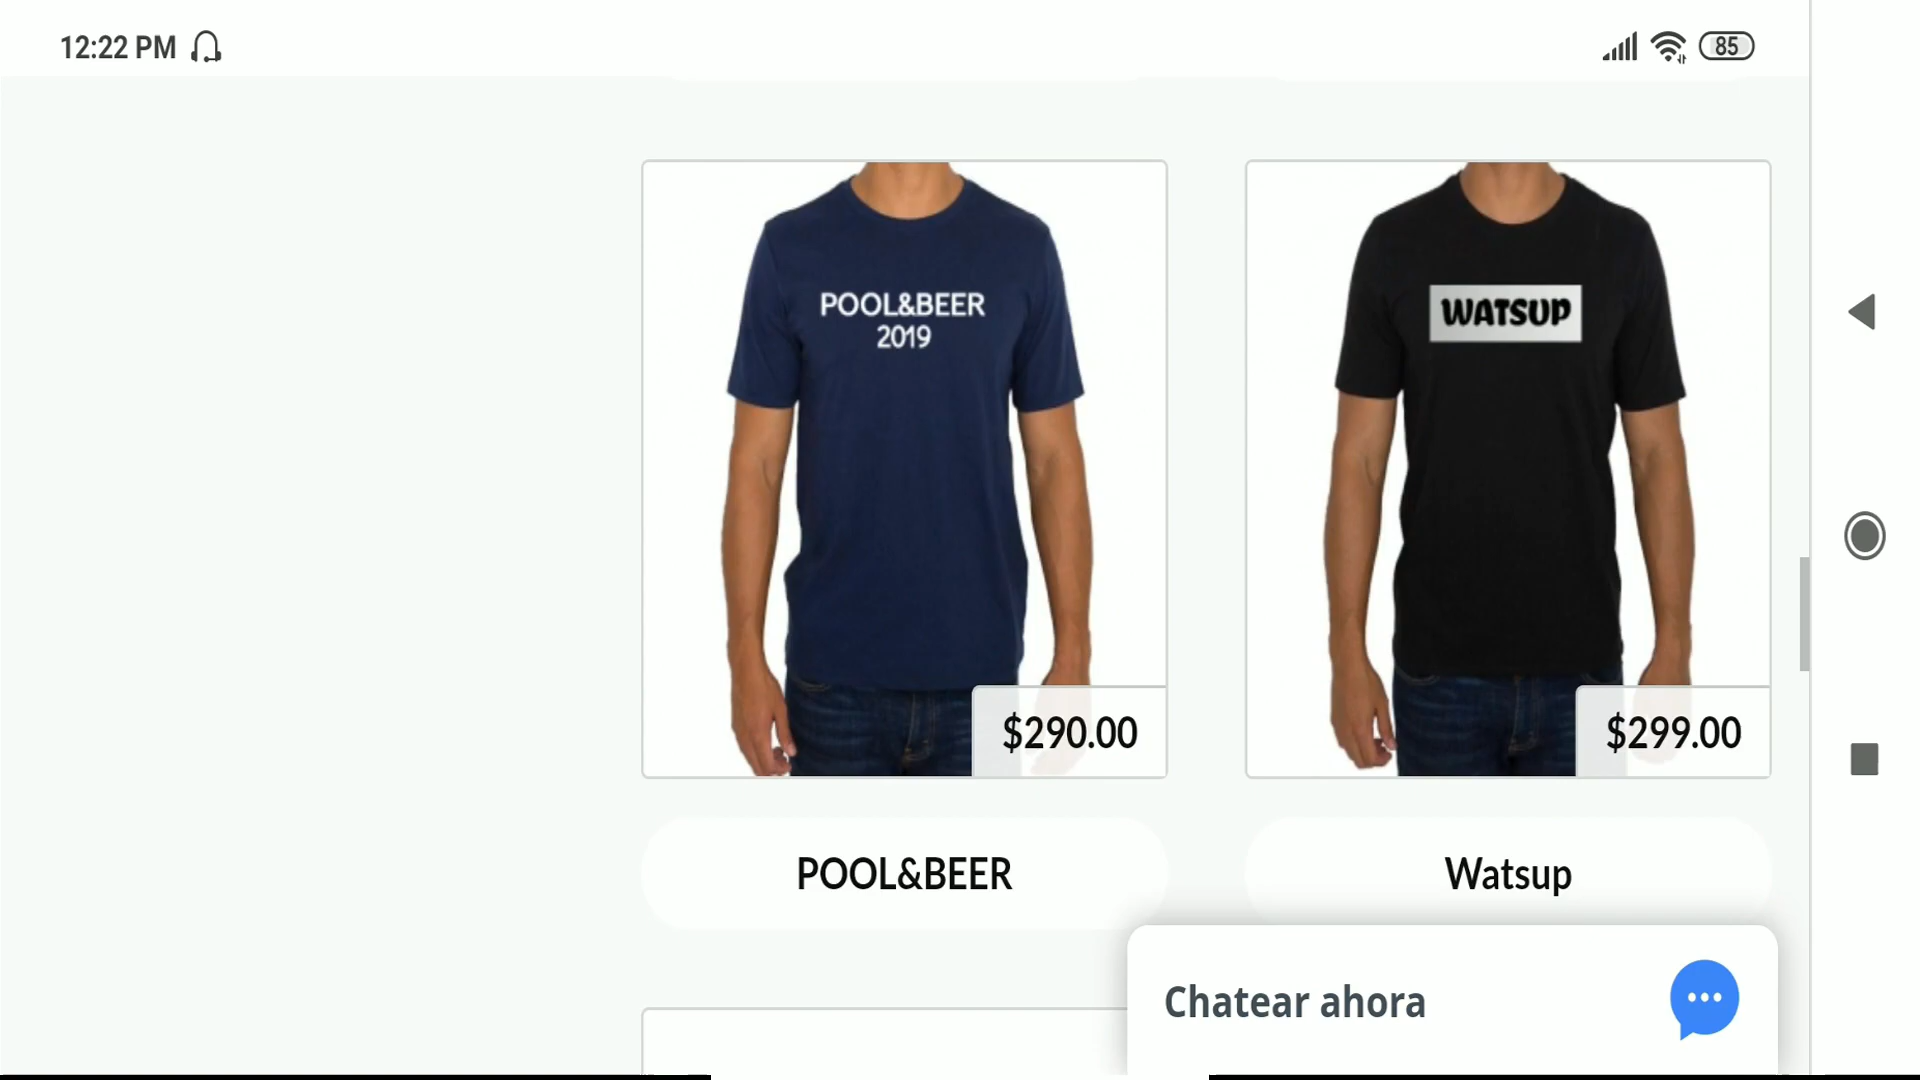 12:22 PM
85
POOL&BEER
2019
WATSUP
$290.00
$299.00
POOL&BEER
Watsup
Chatear ahora